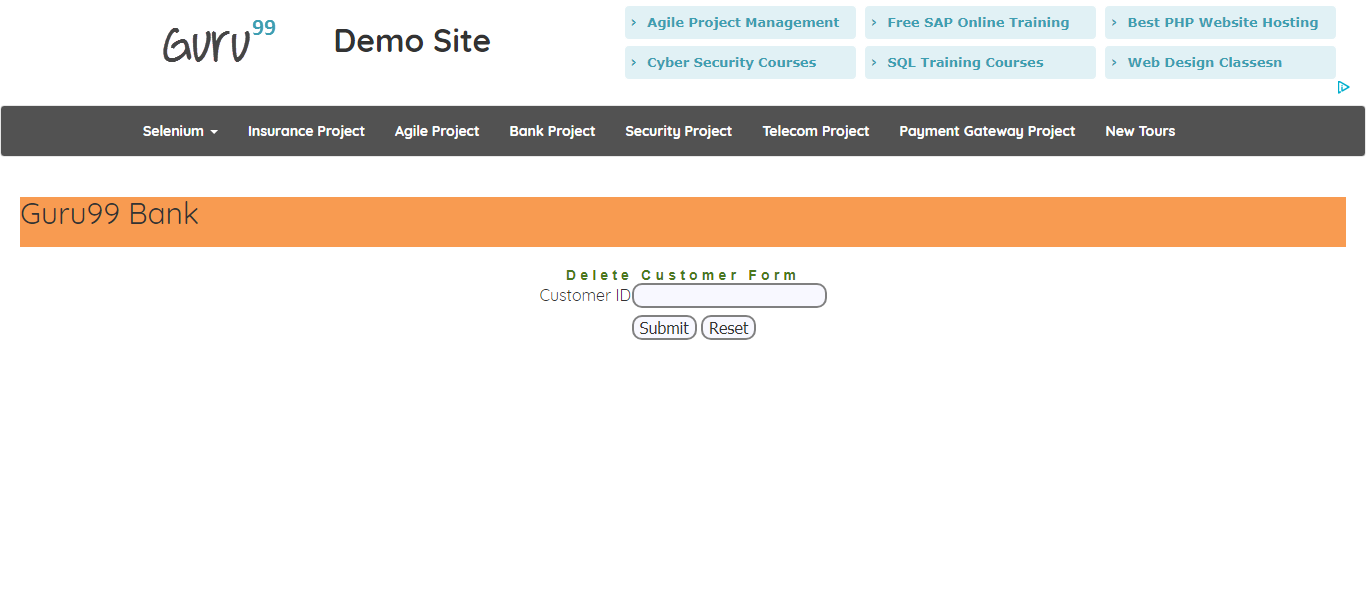 Guru99
Demo Site
Agile Project Management
Free SAP Online Training
Best PHP Website Hosting
Cyber Security Courses
SQL Training Courses
Web Design Classesn
Selenium Insurance Project Agile Project Bank Project Security Project Telecom Project Payment Gateway Project New Tours
Guru99 Bank
Delete Customer Form
Customer ID
Submit Reset